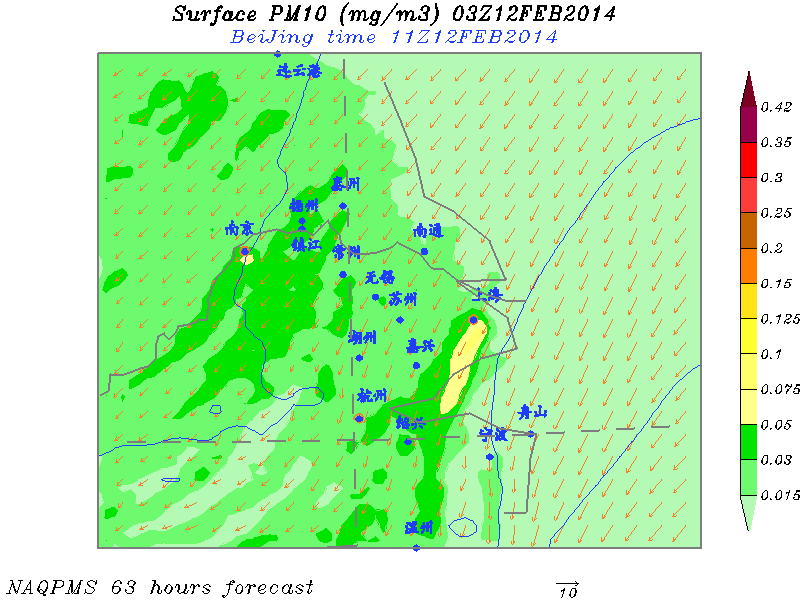 Surface PM10 (mg/m3) 03Z12FEB2014
BeiJing time 11Z12FEB2014
连云港
泰州
扬州
南京
镇江
常州
南通
无锡
苏州
上海
湖州
嘉兴
杭州
绍兴
舟山
宁波
温州
0.42
0.35
0.3
0.25
0.2
0.15
0.125
0.1
0.075
0.05
0.03
0.015
NAQPMS 63 hours forecast
10